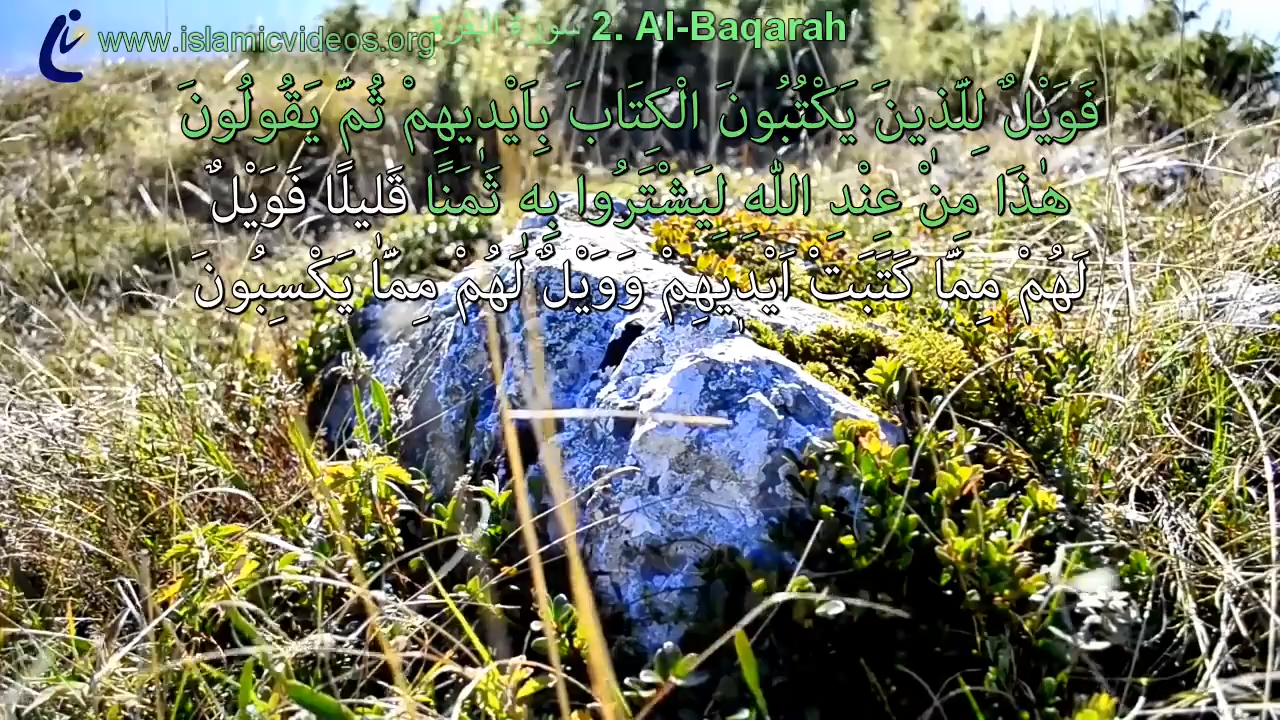 www.islamicvideos.org سورة البقرة 2. Al-Baqarah
فَوَيْلٌ لِلَّذِينَ يَكْتُبُونَ الْكِتَابَ بِاَيْدِيهِمْ ثُمَّ يَقُولُونَ
هٰذَا مِنْ عِنْدِ اللّٰهِ لِيَشْتَرُوا بِهِ ثَمَنًا قَلِيلًا فَوَيْلٌ
لَهُمْ مِمَّا كَتَبَتْ اَيْدِيهِمْ وَوَيْلٌ لَهُمْ مِمَّا يَكْسِبُونَ